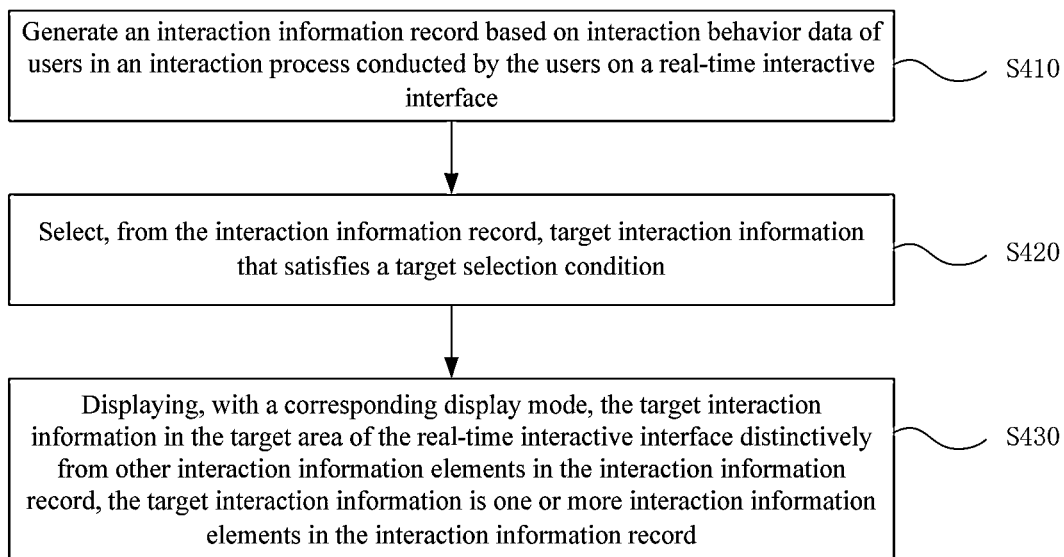 Generate an interaction information record based on interaction behavior data of
users in an interaction process conducted by the users on a real-time interactive
interface
S410
Select, from the interaction information record, target interaction information
that satisfies a target selection condition
S420
Displaying, with a corresponding display mode, the target interaction
information in the target area of the real-time interactive interface distinctively
from other interaction information elements in the interaction information
record, the target interaction information is one or more interaction information
elements in the interaction information record
S430